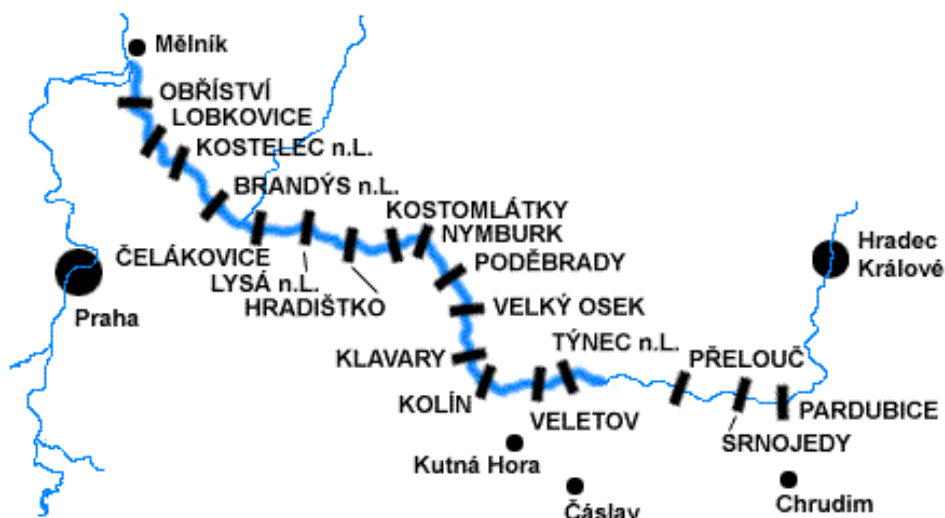 Mělník
OBŘÍSTVÍ
LOBKOVICE
KOSTELEC n.L.
BRANDÝS n.L.
KOSTOMLÁTKY
NYMBURK
Hradec
Králové
ČELÁKOVICE
PODĚBRADY
LYSÁ n.L.
HRADIŠTKO
VELKÝ OSEK
Praha
TÝNEC n.L.
KLAVARY
PŘELOUČ
KOLÍN
VELETOV
PARDUBICE
SRNOJEDY
Kutná Hora
Čáslav
Chrudim